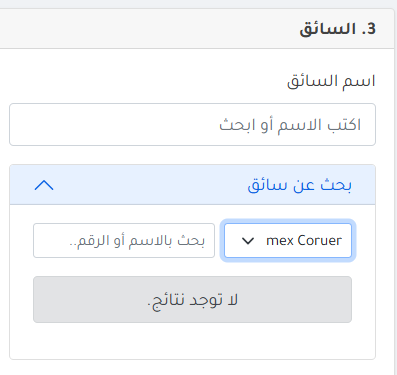 3. السائق
اسم السائق
اكتب الاسم أو ابحث
بحث عن سائق
mex Coruer
بحث بالاسم أو الرقم..
لا توجد نتائج.